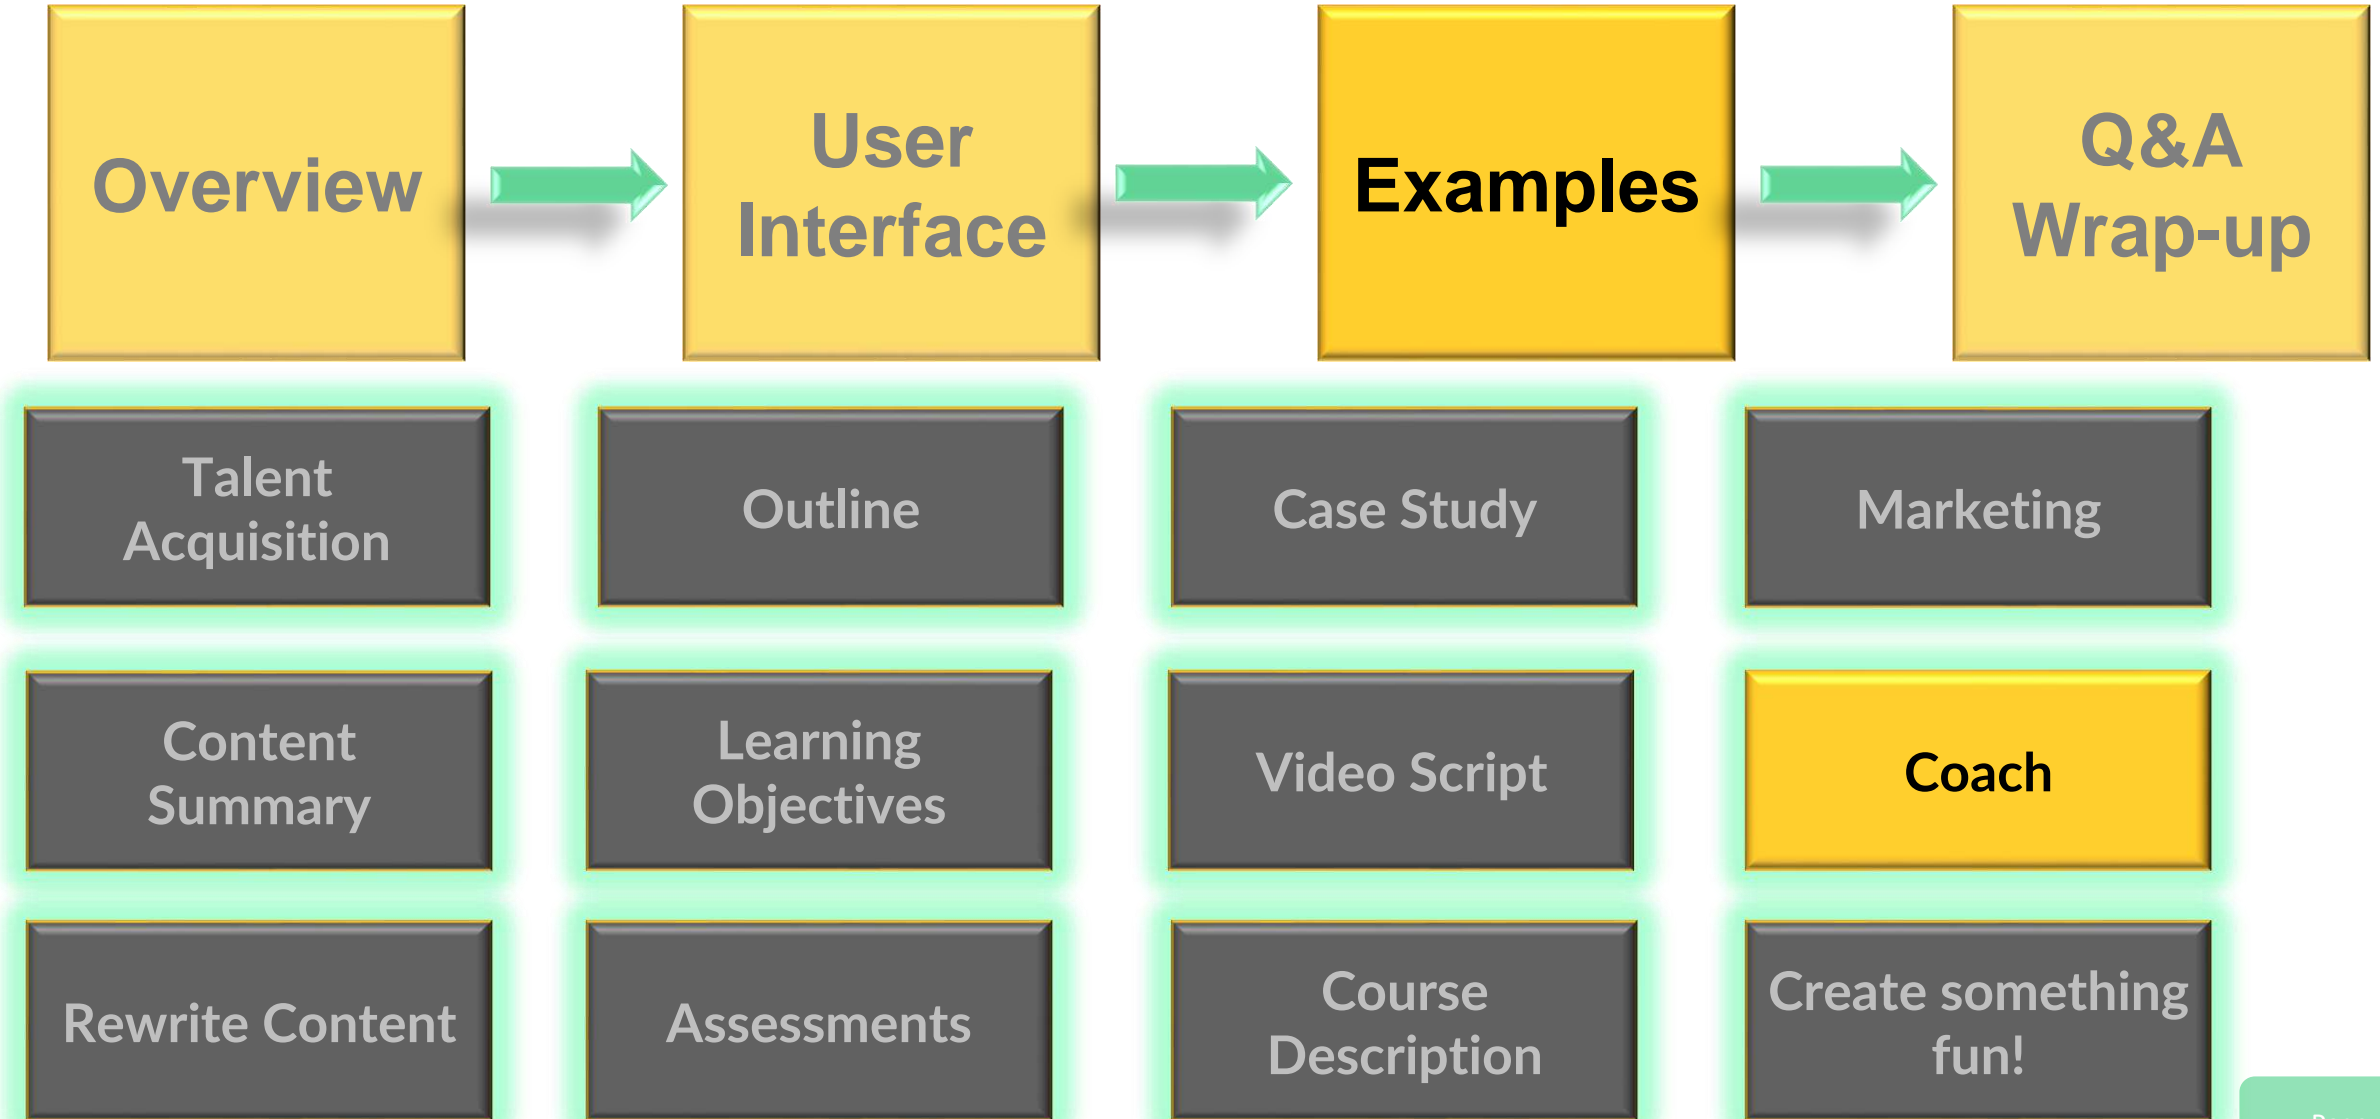 Overview
User
Interface
Examples
Q&A
Wrap-up
Talent
Acquisition
Outline
Case Study
Marketing
Content
Summary
Learning
Objectives
Video Script
Coach
Rewrite Content
Assessments
Course
Description
Create something
fun!